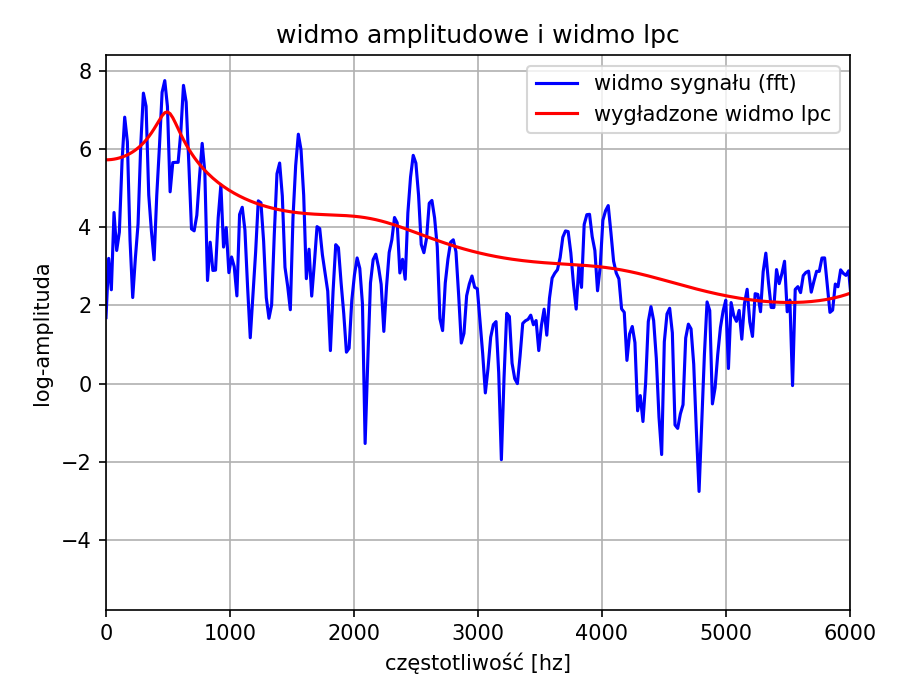 widmo amplitudowe i widmo lpc
widmo sygnału (fft)
wygładzone widmo lpc
8
6
4
2
0
−2
−4
log-amplituda
0 1000 2000 3000 4000 5000 6000
częstotliwość [hz]